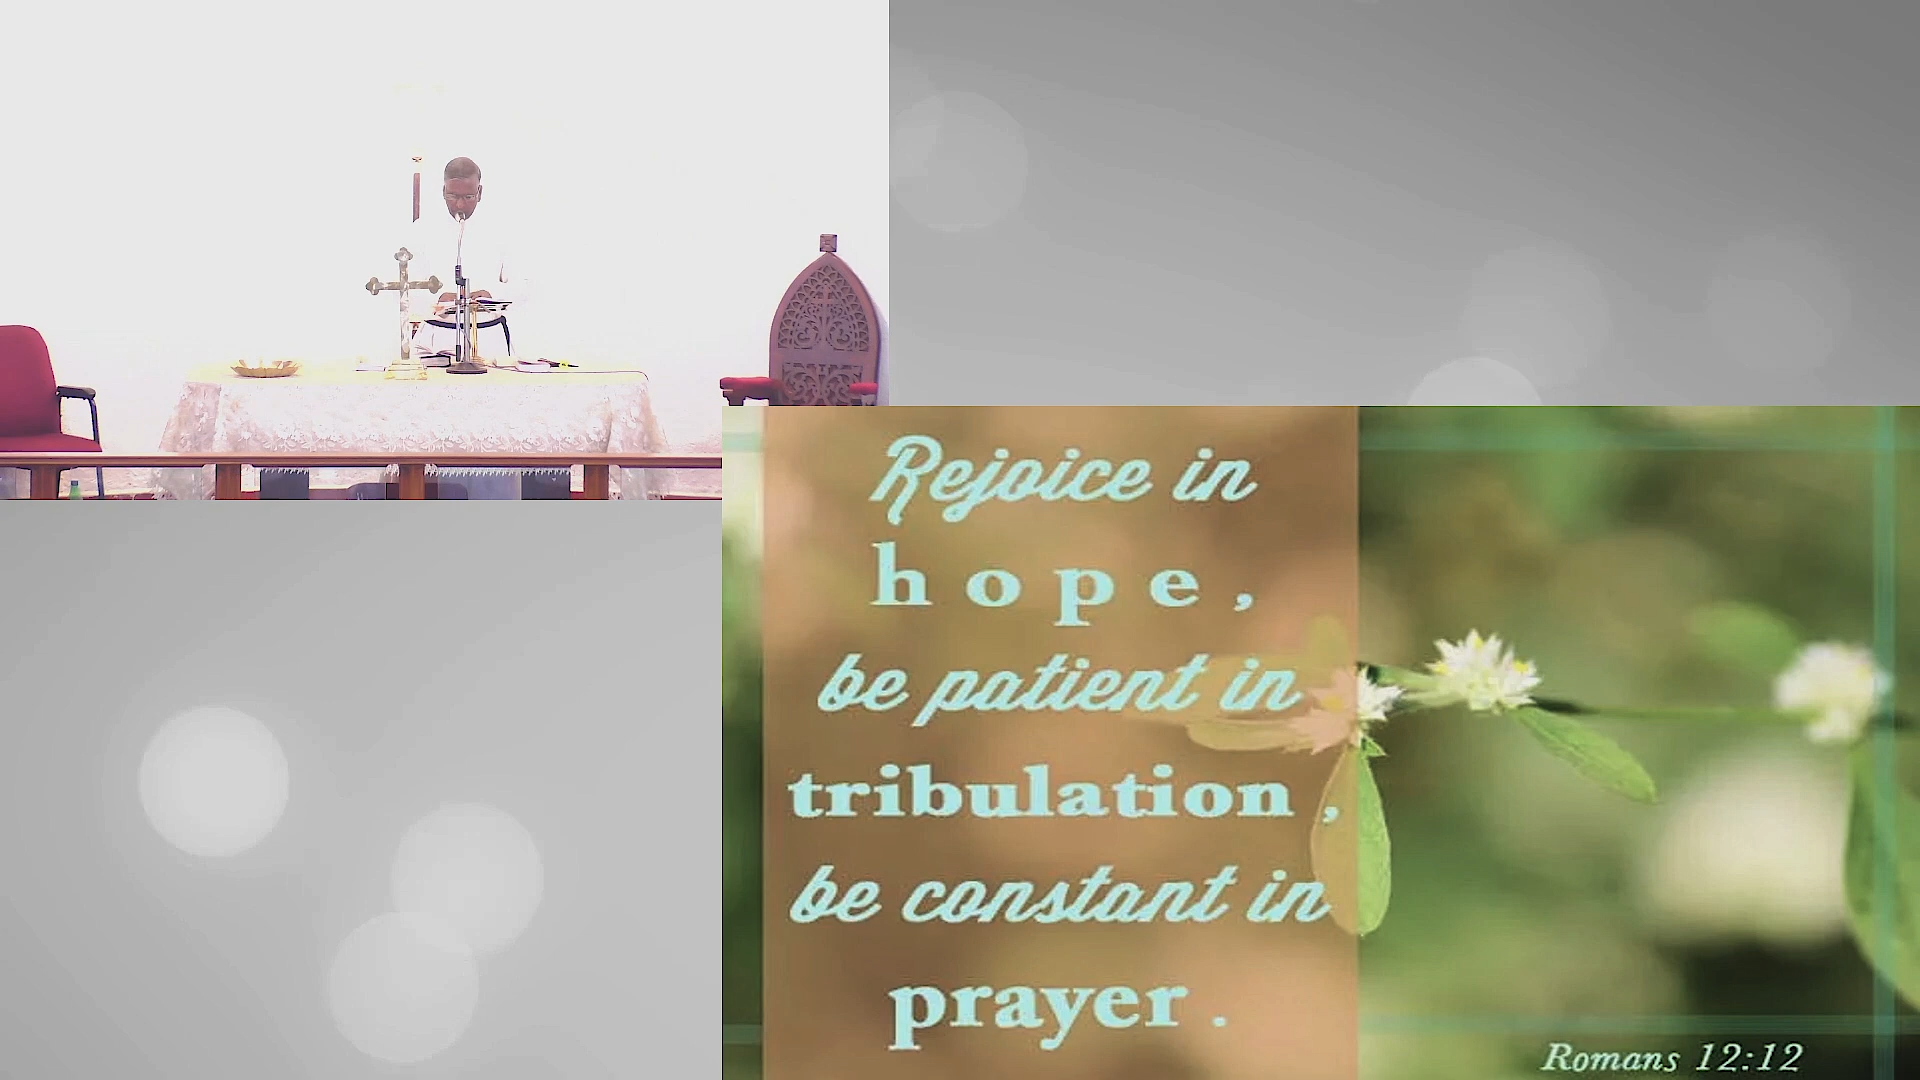 Rejoice in
hope,
be patient in
tribulation,
be constant in
prayer.
Romans 12:12